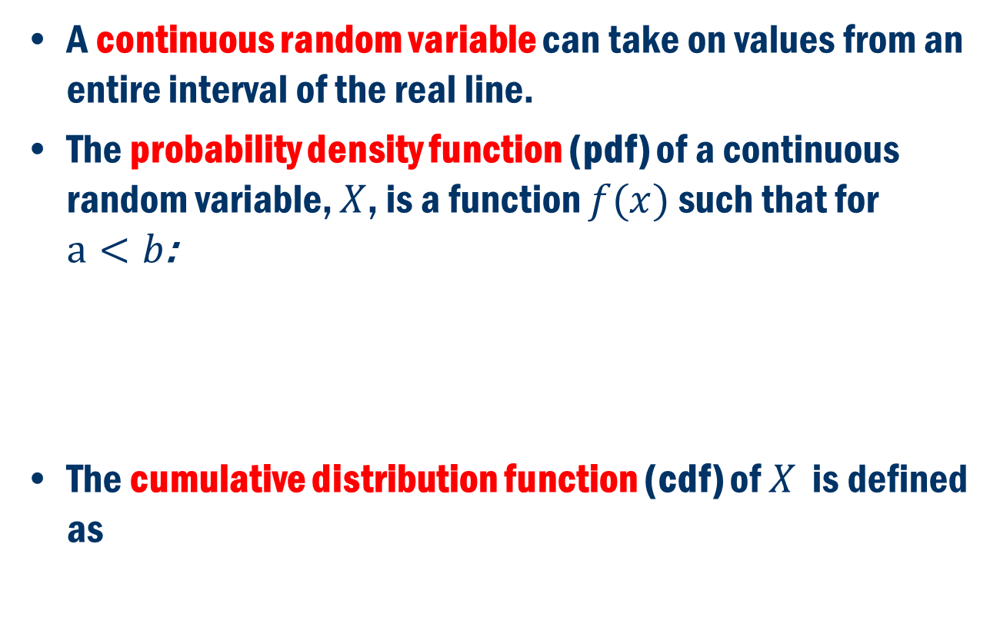 • A continuous random variable can take on values from an
entire interval of the real line.
• The probability density function (pdf) of a continuous
random variable, X, is a function f(x) such that for
a < b:
• The cumulative distribution function (cdf) of X is defined
as